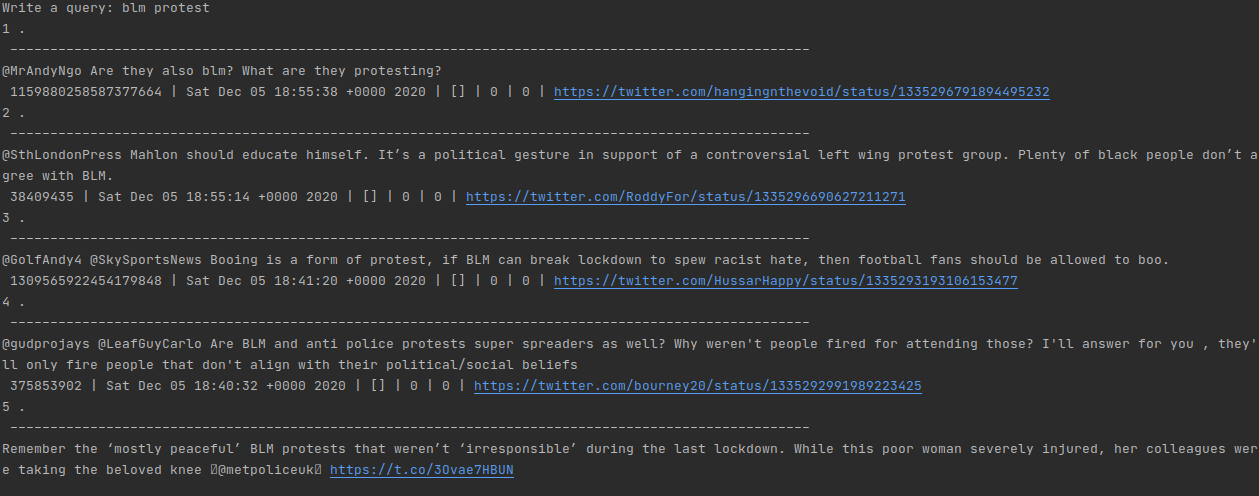 Write a query: blm protest
1 .
----------------------------------------------------------------------------------------------------
@MrAndyNgo Are they also blm? What are they protesting?
1159880258587377664 | Sat Dec 05 18:55:38 +0000 2020 | [] | 0 | 0 | https://twitter.com/hangingnthevoid/status/1335296791894495232
2 .
----------------------------------------------------------------------------------------------------
@SthLondonPress Mahlon should educate himself. It’s a political gesture in support of a controversial left wing protest group. Plenty of black people don’t a
gree with BLM.
38409435 | Sat Dec 05 18:55:14 +0000 2020 | [] | 0 | 0 | https://twitter.com/RoddyFor/status/1335296690627211271
3 .
----------------------------------------------------------------------------------------------------
@GolfAndy4 @SkySportsNews Booing is a form of protest, if BLM can break lockdown to spew racist hate, then football fans should be allowed to boo.
1309565922454179848 | Sat Dec 05 18:41:20 +0000 2020 | [] | 0 | 0 | https://twitter.com/HussarHappy/status/1335293193106153477
4 .
----------------------------------------------------------------------------------------------------
@gudprojays @LeafGuyCarlo Are BLM and anti police protests super spreaders as well? Why weren't people fired for attending those? I'll answer for you , they'
ll only fire people that don't align with their political/social beliefs
375853902 | Sat Dec 05 18:40:32 +0000 2020 | [] | 0 | 0 | https://twitter.com/bourney20/status/1335292991989223425
5 .
----------------------------------------------------------------------------------------------------
Remember the ‘mostly peaceful’ BLM protests that weren’t ‘irresponsible’ during the last lockdown. While this poor woman severely injured, her colleagues wer
e taking the beloved knee @metpoliceuk https://t.co/3Ovae7HBUN